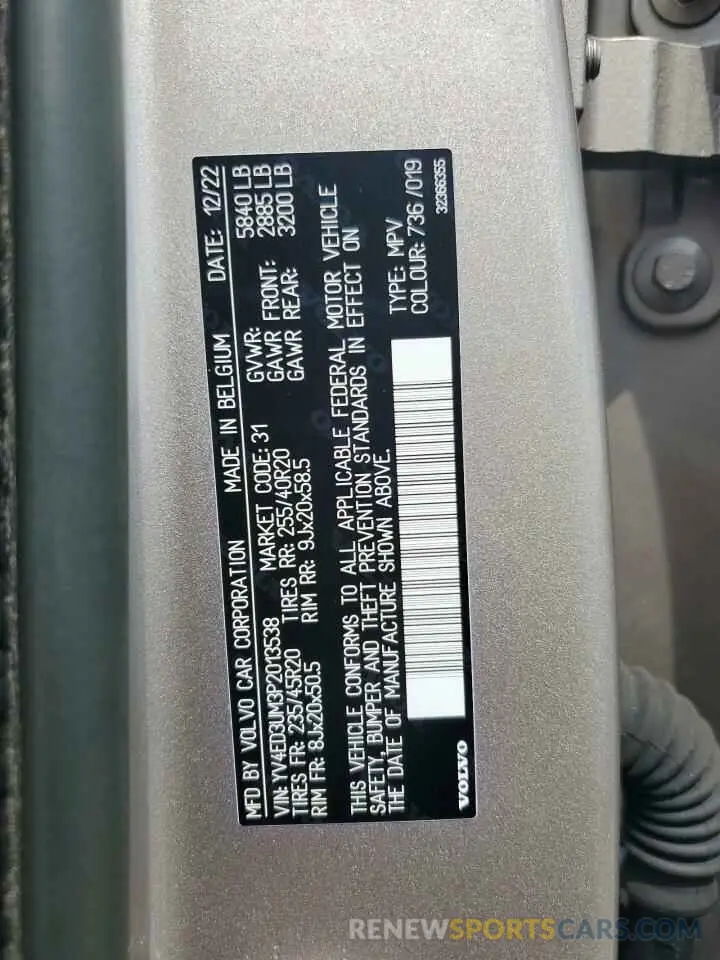 MFD BY VOLVO CAR CORPORATION MADE IN BELGIUM DATE: 12/22
VIN: YV4ED3UM3P2013538 MARKET CODE: 31 GVWR: 5840 LB
TIRES FR: 235/45R20 TIRES RR: 255/40R20 GAWR FRONT: 2885 LB
RIM FR: 8Jx20x50.5 RIM RR: 9Jx20x58.5 GAWR REAR: 3200 LB
THIS VEHICLE CONFORMS TO ALL APPLICABLE FEDERAL MOTOR VEHICLE
SAFETY, BUMPER AND THEFT PREVENTION STANDARDS IN EFFECT ON
THE DATE OF MANUFACTURE SHOWN ABOVE.
TYPE: MPV
COLOUR: 736 /019
VOLVO 32366355
RENEWSPORTSCARS.COM